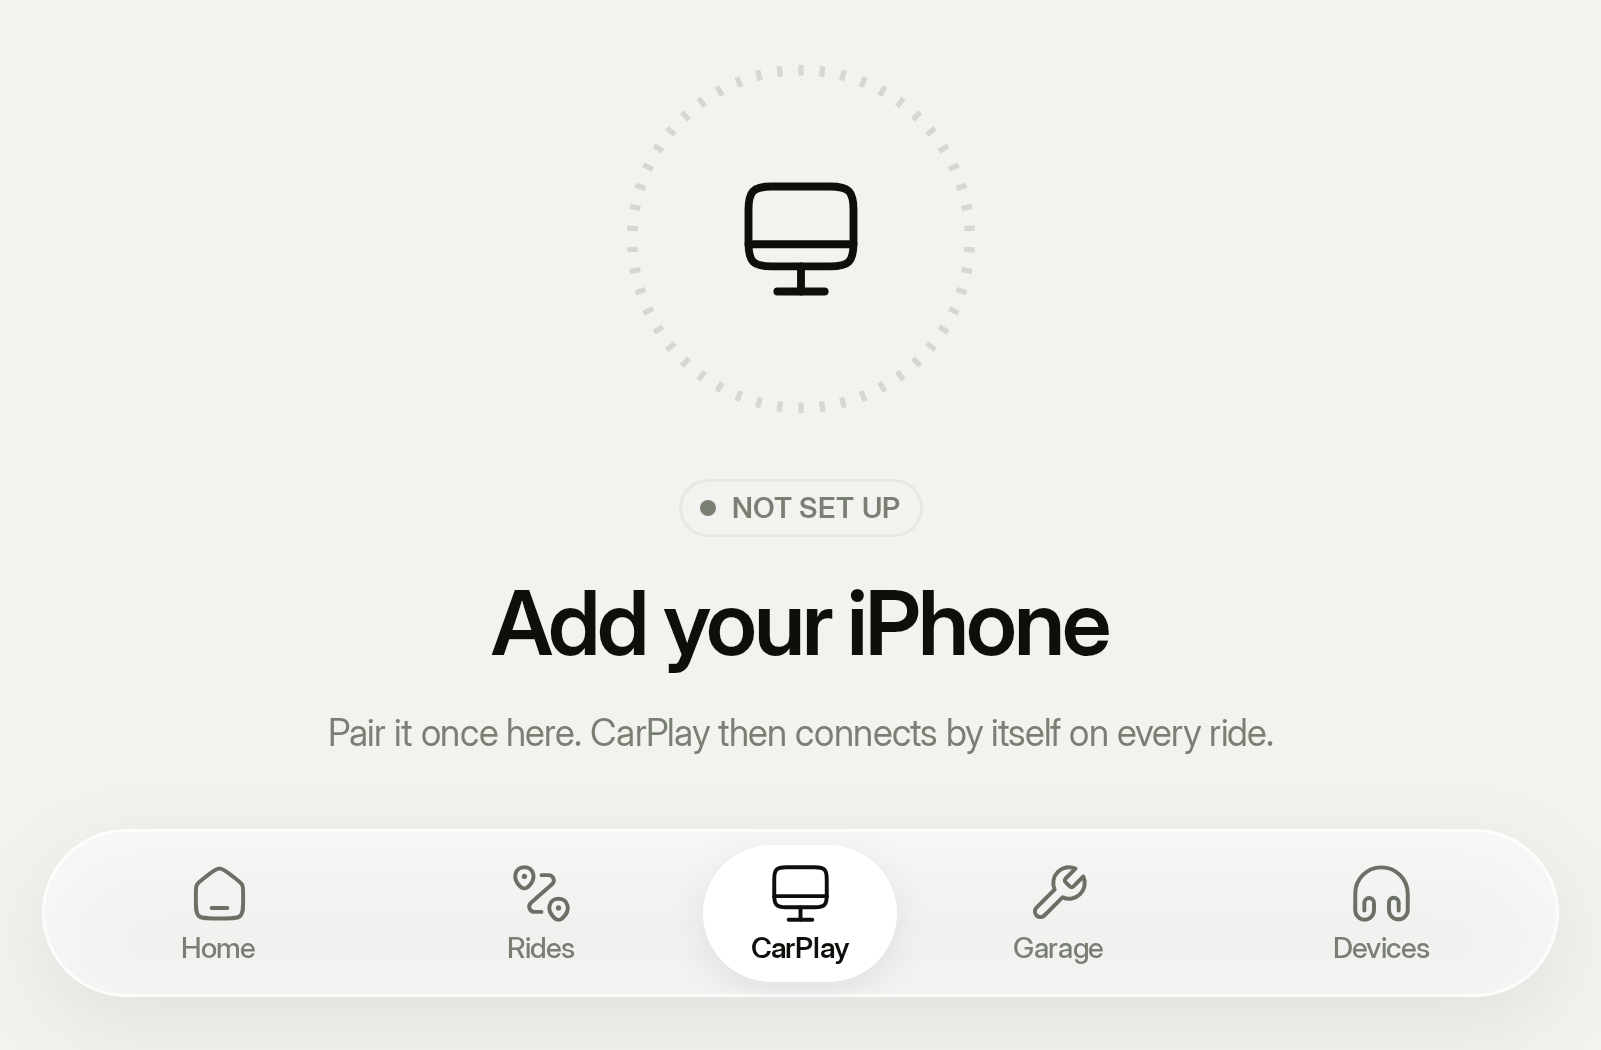 NOT SET UP
Add your iPhone
Pair it once here. CarPlay then connects by itself on every ride.
Home
Rides
CarPlay
Garage
Devices